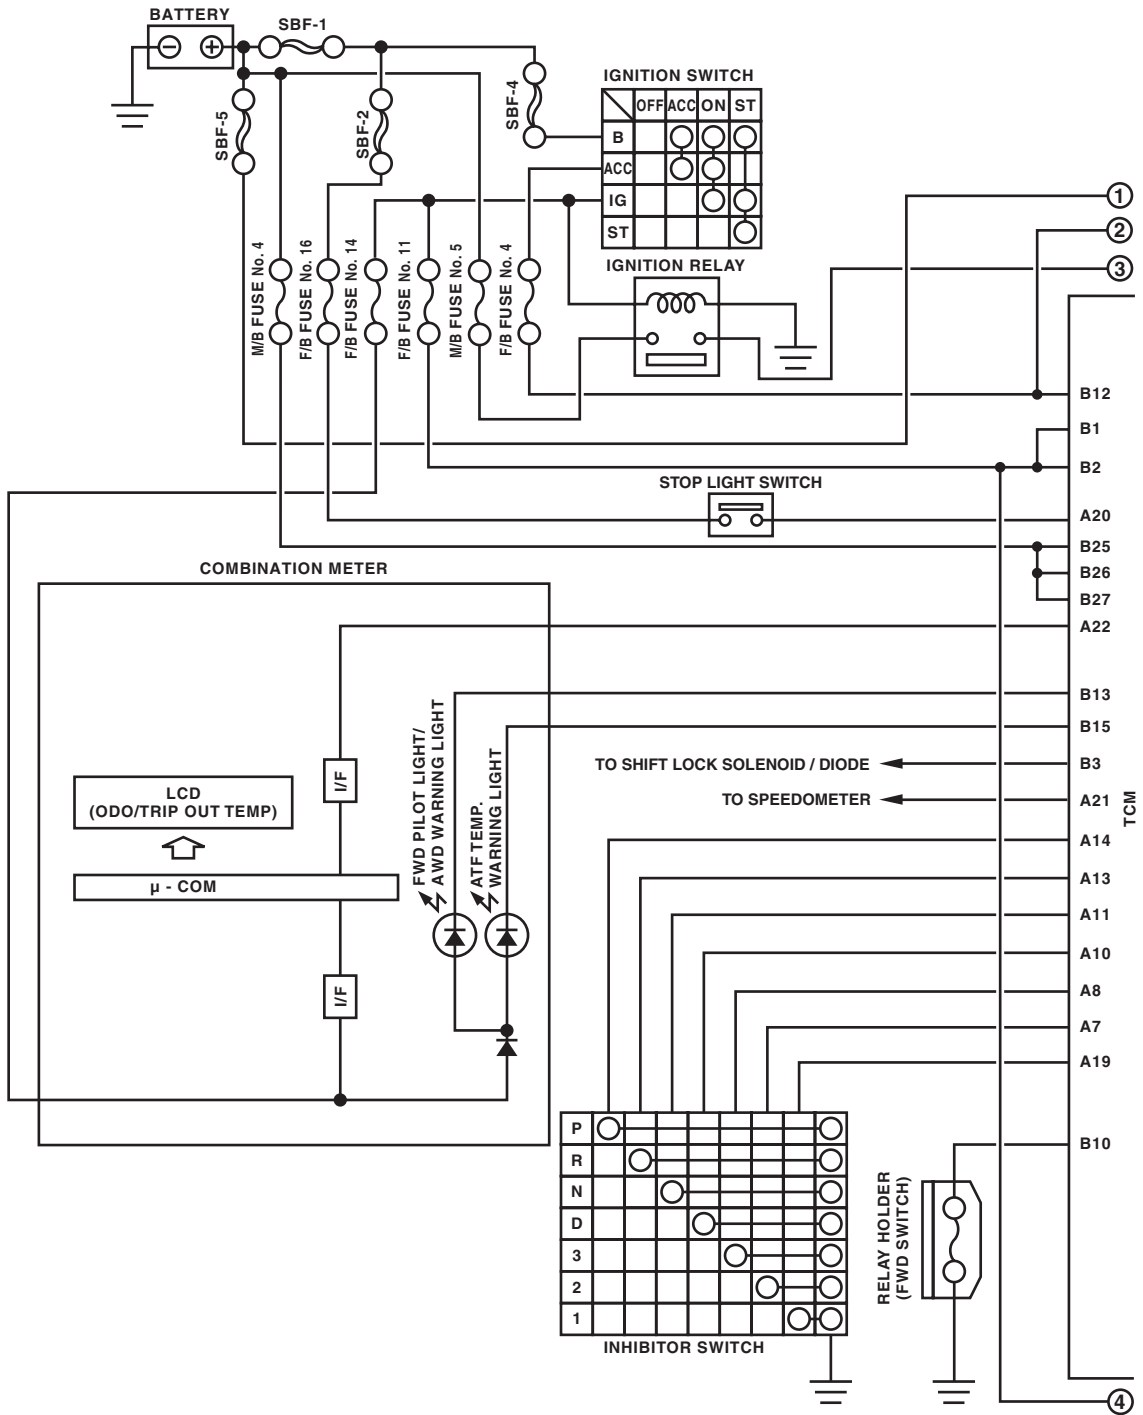 BATTERY
SBF-1
SBF-5
SBF-2
SBF-4
IGNITION SWITCH
OFF ACC ON ST
B
ACC
IG
ST
1
2
3
M/B FUSE No. 4
F/B FUSE No. 16
F/B FUSE No. 14
F/B FUSE No. 11
M/B FUSE No. 5
F/B FUSE No. 4
IGNITION RELAY
B12
B1
B2
STOP LIGHT SWITCH
A20
B25
B26
B27
A22
COMBINATION METER
B13
B15
TO SHIFT LOCK SOLENOID / DIODE
B3
TO SPEEDOMETER
A21
TCM
A14
A13
A11
A10
A8
A7
A19
B10
I/F
LCD
(ODO/TRIP OUT TEMP)
µ - COM
I/F
FWD PILOT LIGHT/
AWD WARNING LIGHT
ATF TEMP.
WARNING LIGHT
P
R
N
D
3
2
1
INHIBITOR SWITCH
RELAY HOLDER
(FWD SWITCH)
4